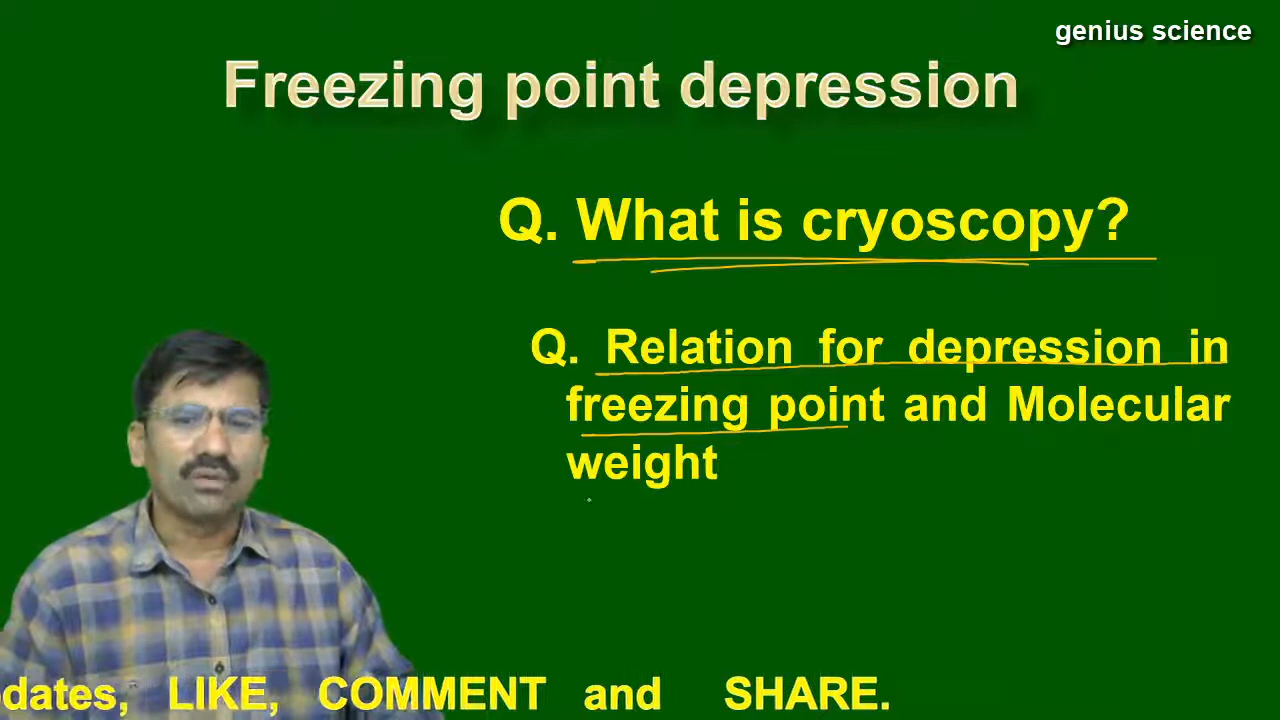 genius science
Freezing point depression
Q. What is cryoscopy?
Q. Relation for depression in
freezing point and Molecular
weight
dates, LIKE, COMMENT and SHARE.